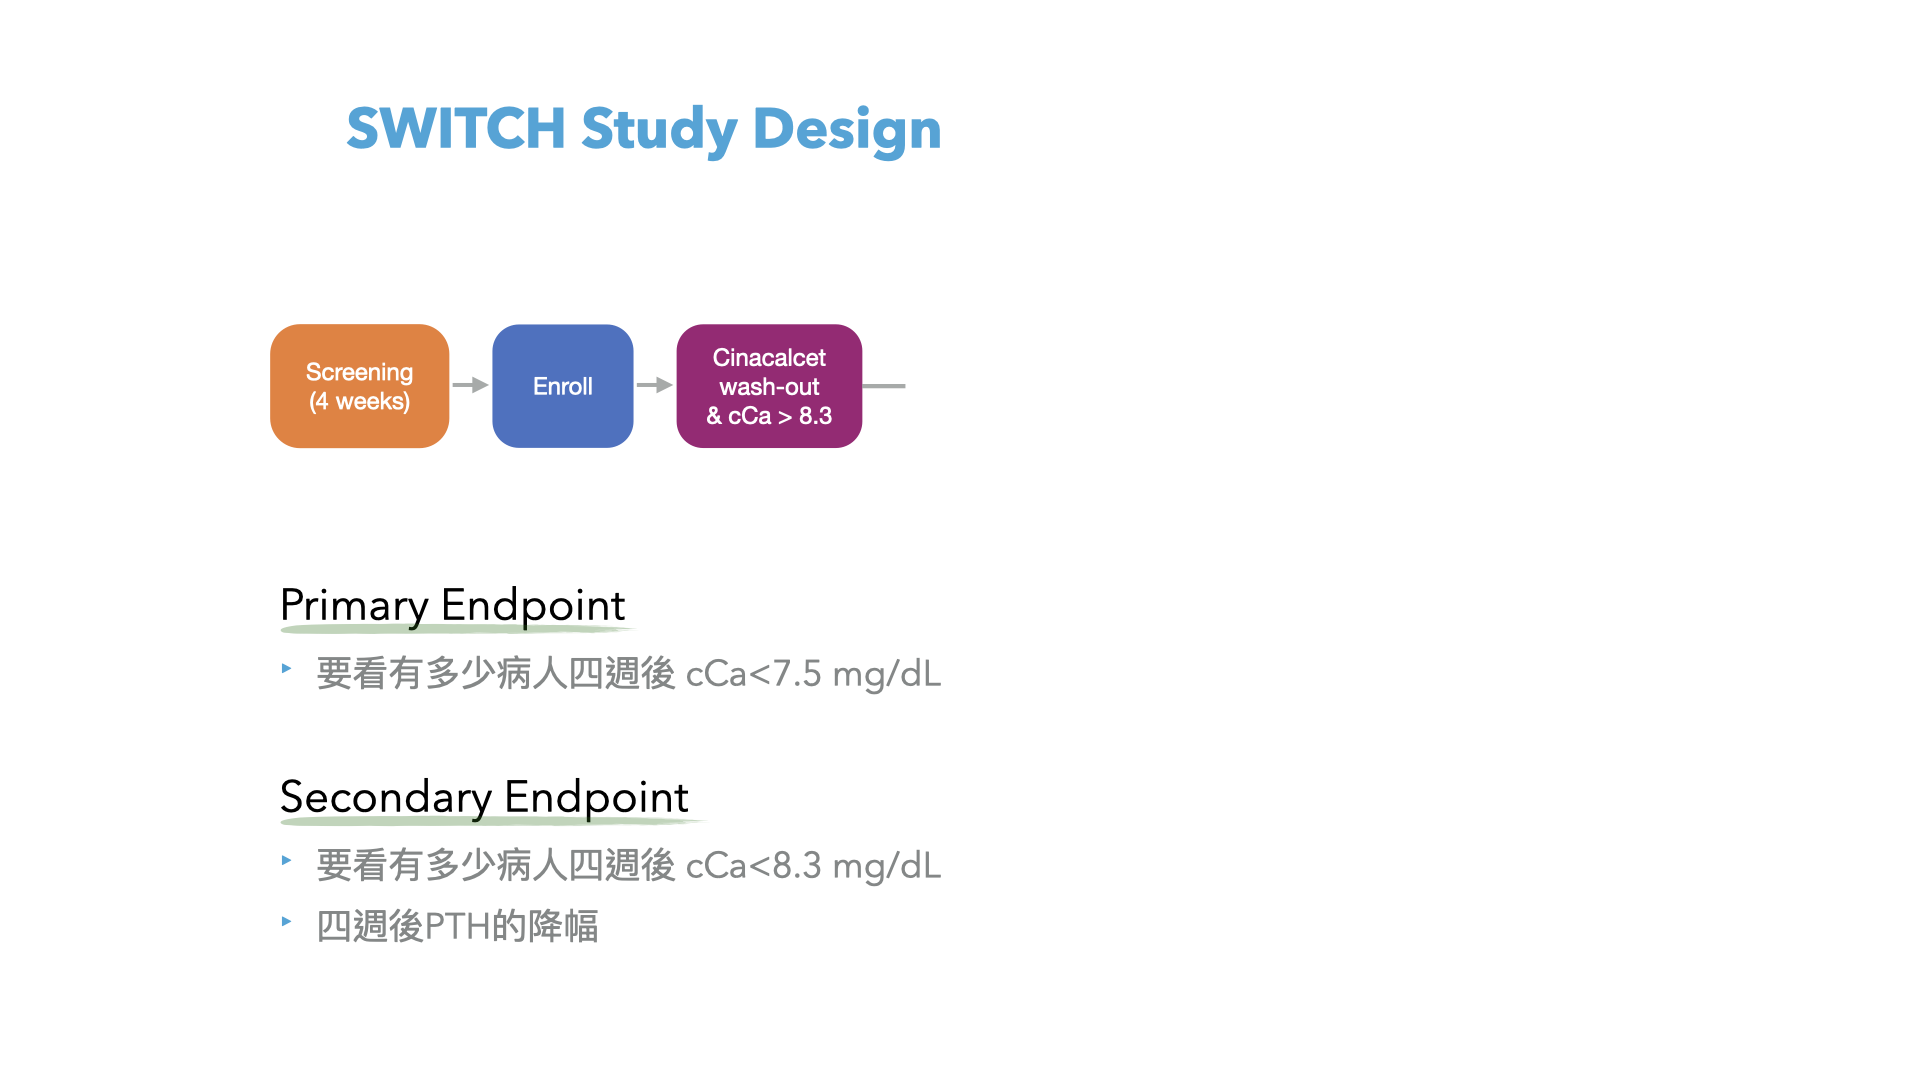 SWITCH Study Design
Screening
(4 weeks)
Enroll
Cinacalcet
wash-out
& cCa > 8.3
Primary Endpoint
要看有多少病人四週後 cCa<7.5 mg/dL
Secondary Endpoint
要看有多少病人四週後 cCa<8.3 mg/dL
四週後PTH的降幅